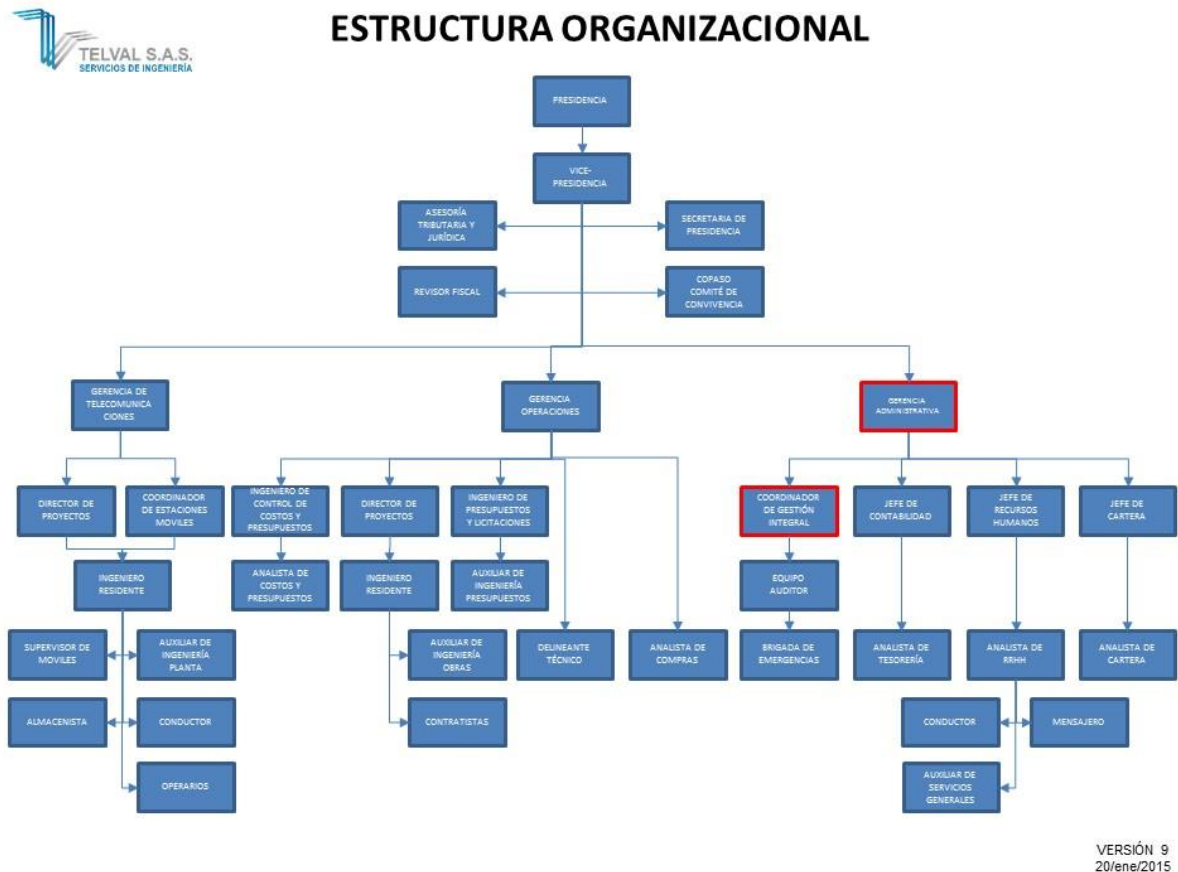 TELVAL S.A.S.
SERVICIOS DE INGENIERÍA
ESTRUCTURA ORGANIZACIONAL
PRESIDENCIA
VICE-
PRESIDENCIA
ASESORÍA
TRIBUTARIA Y
JURÍDICA
SECRETARIA DE
PRESIDENCIA
REVISOR FISCAL
COPASO
COMITÉ DE
CONVIVENCIA
GERENCIA DE
TELECOMUNICA
CIONES
GERENCIA
OPERACIONES
GERENCIA
ADMINISTRATIVA
DIRECTOR DE
PROYECTOS
COORDINADOR
DE ESTACIONES
MOVILES
INGENIERO DE
CONTROL DE
COSTOS Y
PRESUPUESTOS
DIRECTOR DE
PROYECTOS
INGENIERO DE
PRESUPUESTOS
Y LICITACIONES
COORDINADOR
DE GESTIÓN
INTEGRAL
JEFE DE
CONTABILIDAD
JEFE DE
RECURSOS
HUMANOS
JEFE DE
CARTERA
INGENIERO
RESIDENTE
ANALISTA DE
COSTOS Y
PRESUPUESTOS
INGENIERO
RESIDENTE
AUXILIAR DE
INGENIERÍA
PRESUPUESTOS
EQUIPO
AUDITOR
SUPERVISOR DE
MOVILES
AUXILIAR DE
INGENIERÍA
PLANTA
AUXILIAR DE
INGENIERÍA
OBRAS
DELINEANTE
TÉCNICO
ANALISTA DE
COMPRAS
BRIGADA DE
EMERGENCIAS
ANALISTA DE
TESORERÍA
ANALISTA DE
RRHH
ANALISTA DE
CARTERA
ALMACENISTA
CONDUCTOR
CONTRATISTAS
CONDUCTOR
MENSAJERO
OPERARIOS
AUXILIAR DE
SERVICIOS
GENERALES
VERSIÓN 9
20/ene/2015